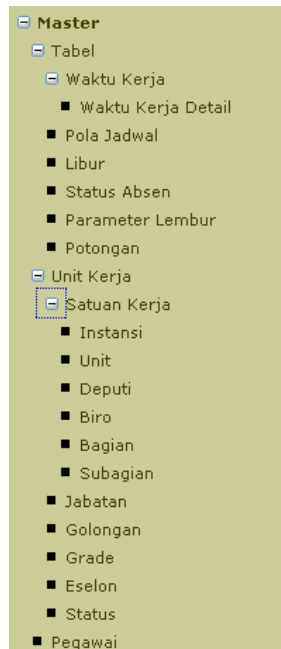 Master
Tabel
Waktu Kerja
Waktu Kerja Detail
Pola Jadwal
Libur
Status Absen
Parameter Lembur
Potongan
Unit Kerja
Satuan Kerja
Instansi
Unit
Deputi
Biro
Bagian
Subagian
Jabatan
Golongan
Grade
Eselon
Status
Pegawai